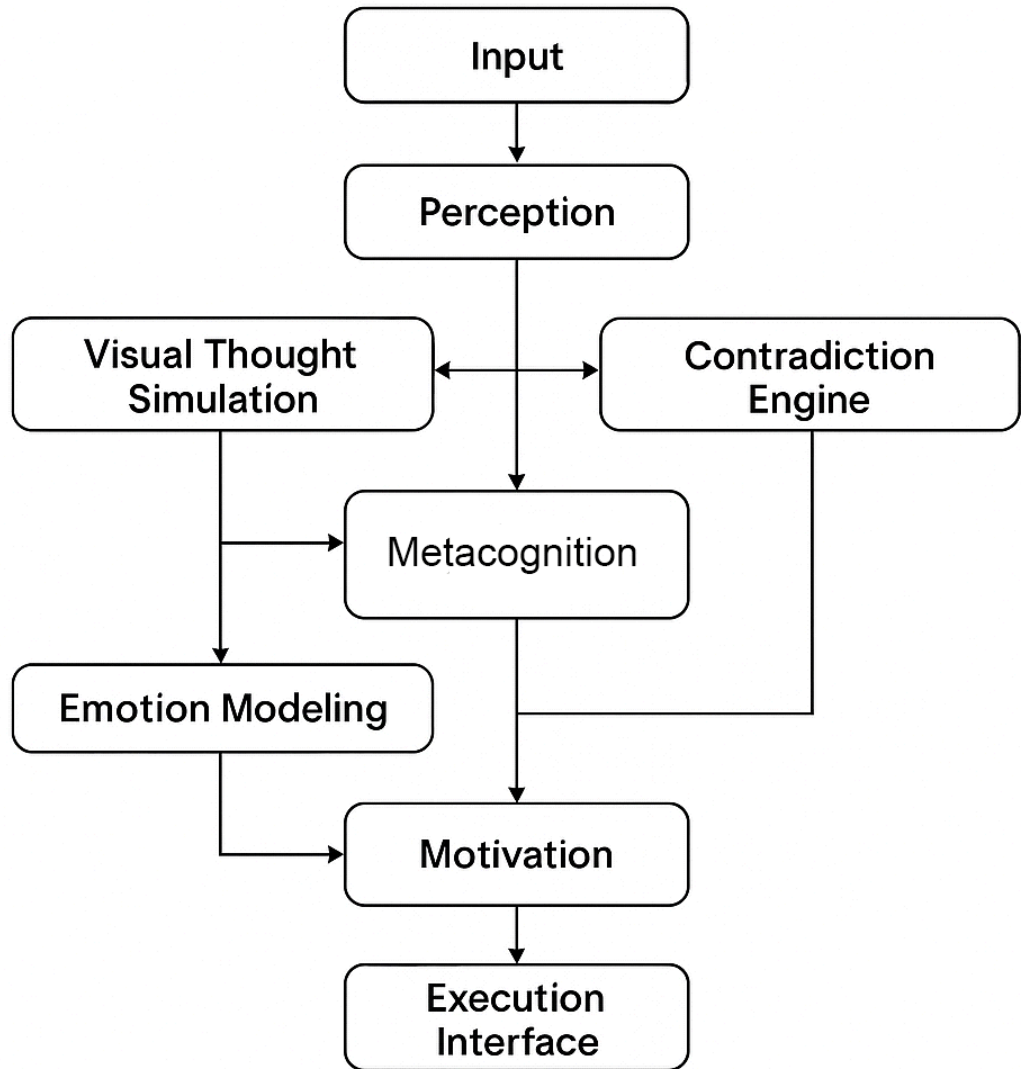 Input
Perception
Visual Thought
Simulation
Contradiction
Engine
Metacognition
Emotion Modeling
Motivation
Execution
Interface